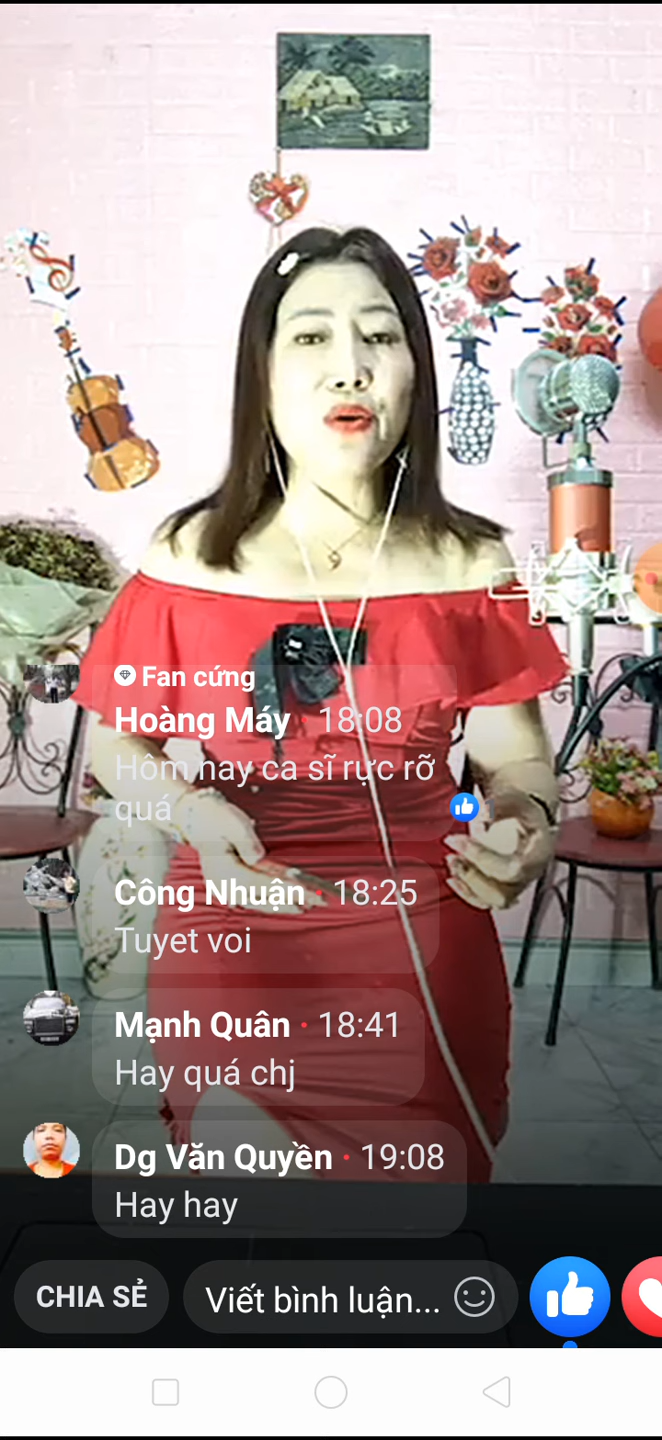 Fan cứng
Hoàng Máy · 18:08
Hôm nay ca sĩ rực rỡ
quá
Công Nhuận · 18:25
Tuyet voi
Mạnh Quân · 18:41
Hay quá chj
Dg Văn Quyền · 19:08
Hay hay
CHIA SẺ
Viết bình luận...